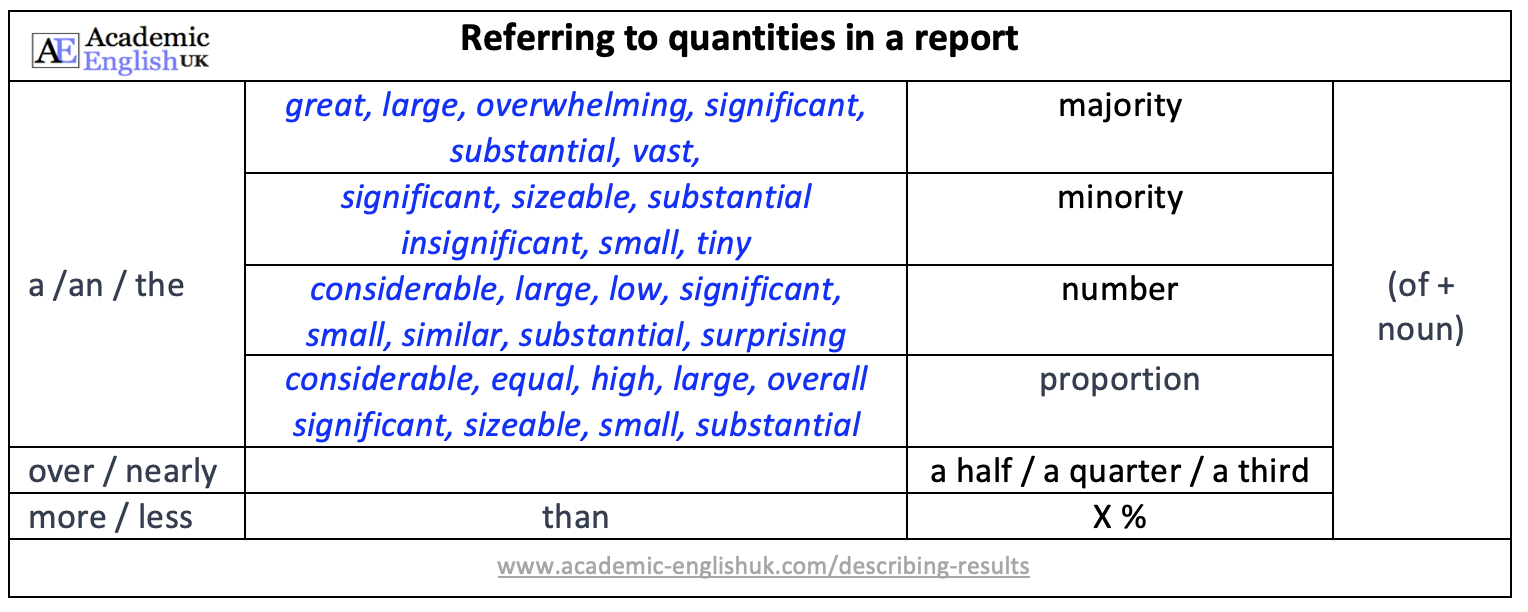 AE Academic
English UK
Referring to quantities in a report
a /an / the
great, large, overwhelming, significant,
substantial, vast,
majority
significant, sizeable, substantial
insignificant, small, tiny
minority
considerable, large, low, significant,
small, similar, substantial, surprising
number
considerable, equal, high, large, overall
significant, sizeable, small, substantial
proportion
(of +
noun)
over / nearly
a half / a quarter / a third
more / less
than
X %
www.academic-englishuk.com/describing-results